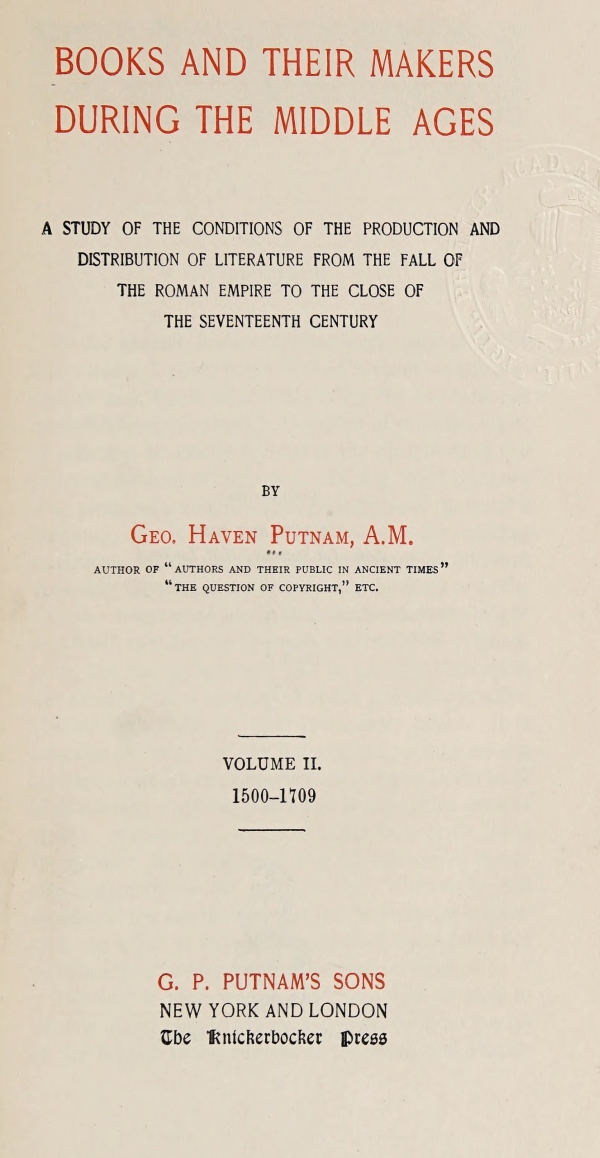 BOOKS AND THEIR MAKERS
DURING THE MIDDLE AGES
A STUDY OF THE CONDITIONS OF THE PRODUCTION AND
DISTRIBUTION OF LITERATURE FROM THE FALL OF
THE ROMAN EMPIRE TO THE CLOSE OF
THE SEVENTEENTH CENTURY
BY
GEO. HAVEN PUTNAM, A.M.
AUTHOR OF "AUTHORS AND THEIR PUBLIC IN ANCIENT TIMES"
"THE QUESTION OF COPYRIGHT," ETC.
VOLUME II.
1500–1709
G. P. PUTNAM'S SONS
NEW YORK AND LONDON
The Knickerbocker Press